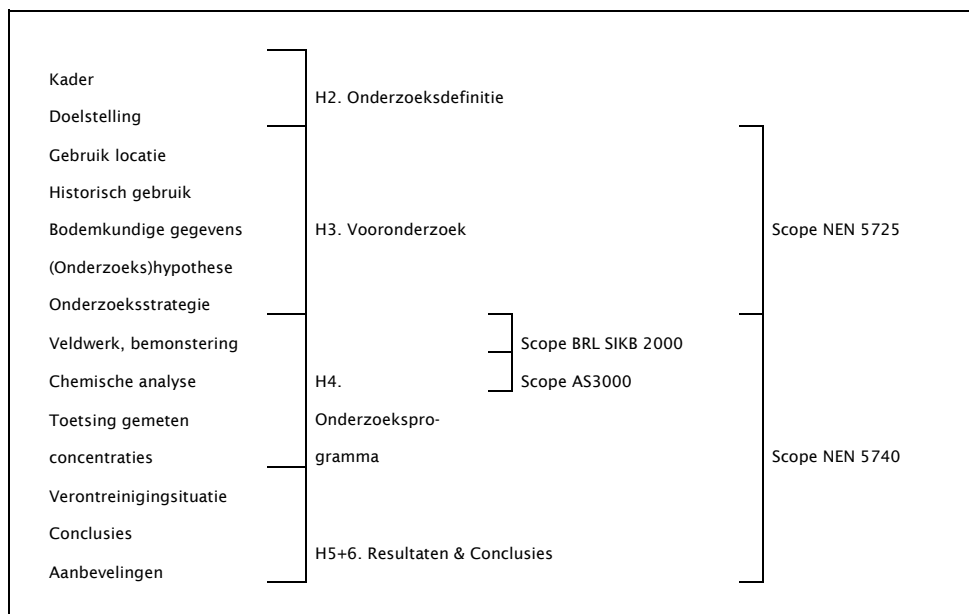 Kader
H2. Onderzoeksdefinitie
Doelstelling
Gebruik locatie
Historisch gebruik
Bodemkundige gegevens
H3. Vooronderzoek
Scope NEN 5725
(Onderzoeks)hypothese
Onderzoeksstrategie
Veldwerk, bemonstering
Scope BRL SIKB 2000
Chemische analyse
H4.
Scope AS3000
Toetsing gemeten
Onderzoekspro-
concentraties
gramma
Scope NEN 5740
Verontreinigingsituatie
Conclusies
H5+6. Resultaten & Conclusies
Aanbevelingen